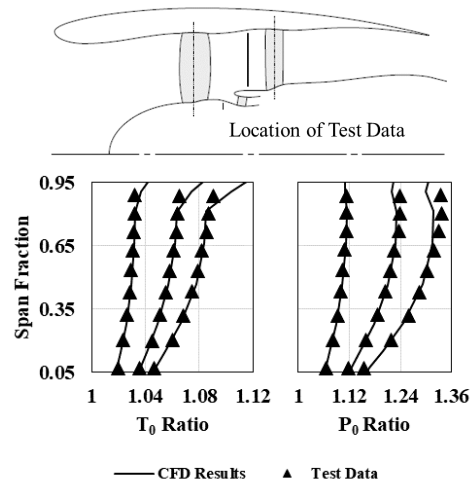 Location of Test Data
0.95
0.65
0.35
0.05
Span Fraction
1 1.04 1.08 1.12
1 1.12 1.24 1.36
T₀ Ratio
P₀ Ratio
CFD Results
Test Data